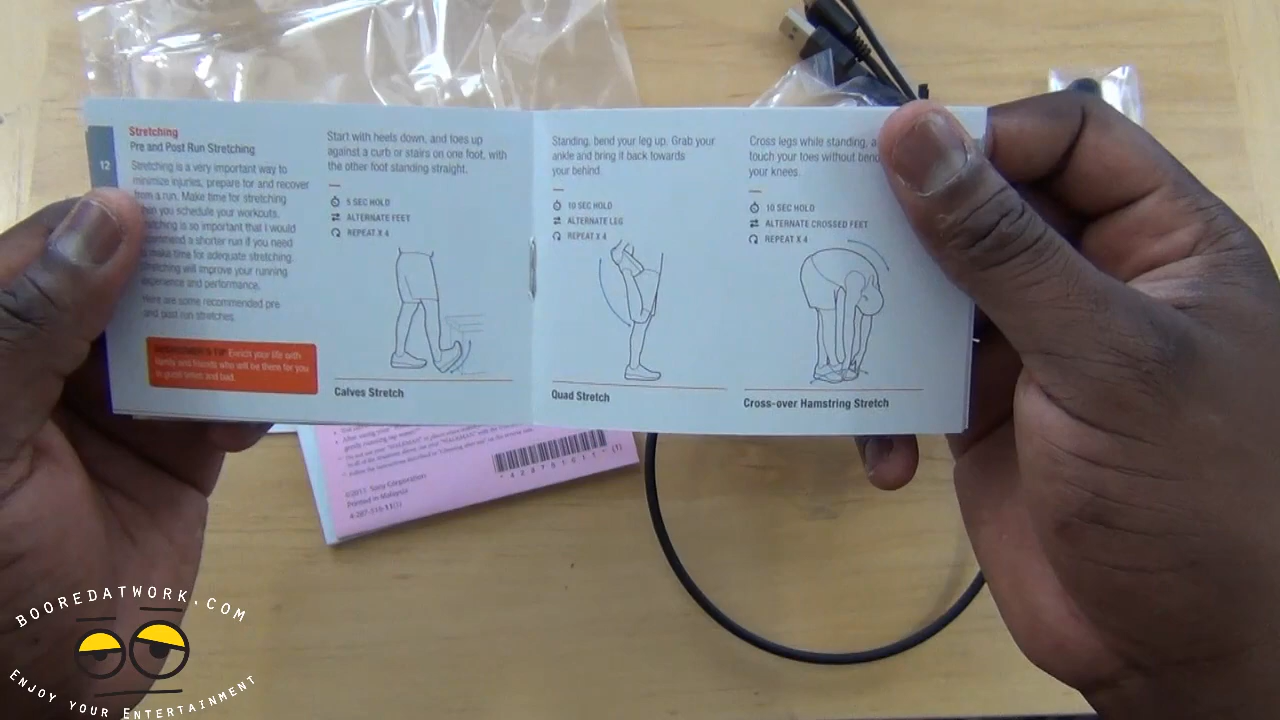 12
Stretching
Pre and Post Run Stretching
Stretching is a very important way to
minimize injuries, prepare for and recover
from a run. Make time for stretching
you schedule your workouts.
is so important that I would
a shorter run if you need
make time for adequate stretching.
will improve your running
experience and performance.
Here are some recommended pre
and post run stretches.
Enrich your life with
family and friends who will be there for you
in good times and bad.
Start with heels down, and toes up
against a curb or stairs on one foot, with
the other foot standing straight.
5 SEC HOLD
ALTERNATE FEET
REPEAT X 4
Calves Stretch
Standing, bend your leg up. Grab your
ankle and bring it back towards
your behind.
10 SEC HOLD
ALTERNATE LEG
REPEAT X 4
Quad Stretch
Cross legs while standing,
touch your toes without
your knees.
10 SEC HOLD
ALTERNATE CROSSED FEET
REPEAT X 4
Cross-over Hamstring Stretch
©2011 Sony Corporation
Printed in Malaysia
BOOREDATWORK.COM
ENJOY YOUR ENTERTAINMENT